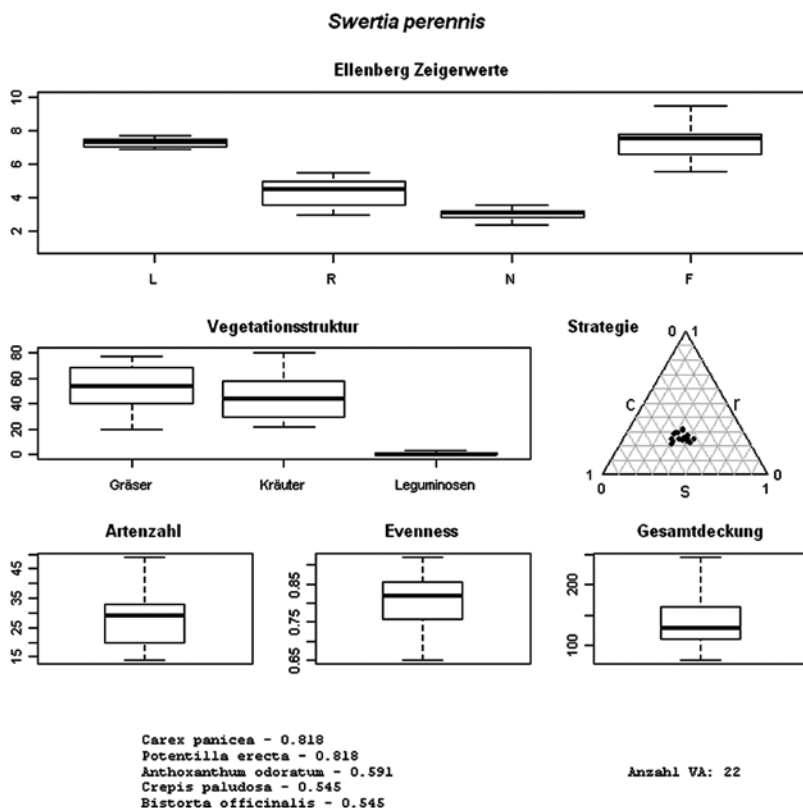 Swertia perennis
Ellenberg Zeigerwerte
10
8
6
4
2
L R N F
Vegetationsstruktur
80
60
40
20
0
Gräser Kräuter Leguminosen
Strategie
0 1
c r
1 0
0 S 1
Artenzahl
45
35
25
15
Evenness
0.85
0.75
0.65
Gesamtdeckung
200
100
Carex panicea - 0.818
Potentilla erecta - 0.818
Anthoxanthum odoratum - 0.591
Crepis paludosa - 0.545
Bistorta officinalis - 0.545
Anzahl VA: 22